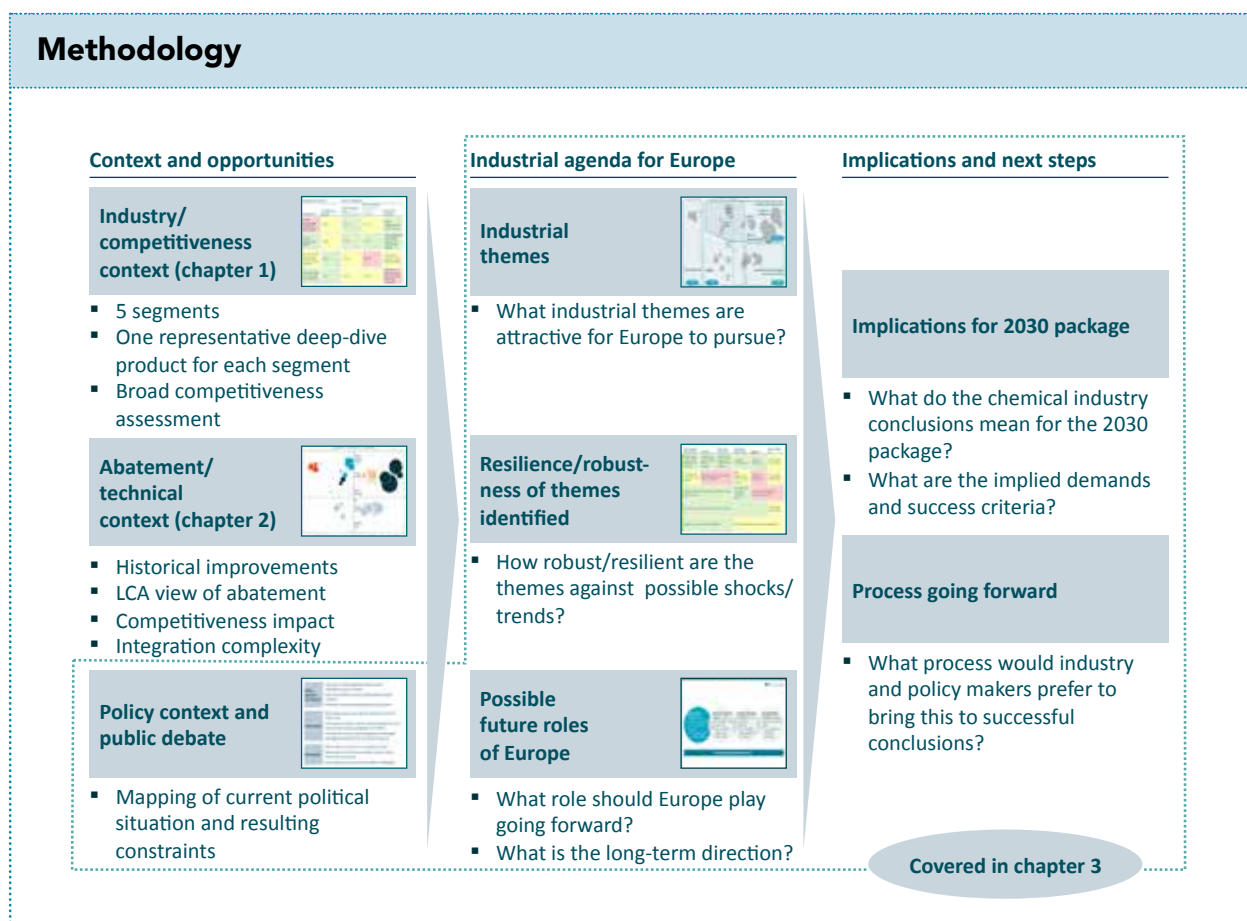 Methodology
Context and opportunities
Industry/
competitiveness
context (chapter 1)
▪ 5 segments
▪ One representative deep-dive
product for each segment
▪ Broad competitiveness
assessment
Abatement/
technical
context (chapter 2)
▪ Historical improvements
▪ LCA view of abatement
▪ Competitiveness impact
▪ Integration complexity
Policy context and
public debate
▪ Mapping of current political
situation and resulting
constraints
Industrial agenda for Europe
Industrial
themes
▪ What industrial themes are
attractive for Europe to pursue?
Resilience/robust-
ness of themes
identified
▪ How robust/resilient are the
themes against possible shocks/
trends?
Possible
future roles
of Europe
▪ What role should Europe play
going forward?
▪ What is the long-term direction?
Implications and next steps
Implications for 2030 package
▪ What do the chemical industry
conclusions mean for the 2030
package?
▪ What are the implied demands
and success criteria?
Process going forward
▪ What process would industry
and policy makers prefer to
bring this to successful
conclusions?
Covered in chapter 3